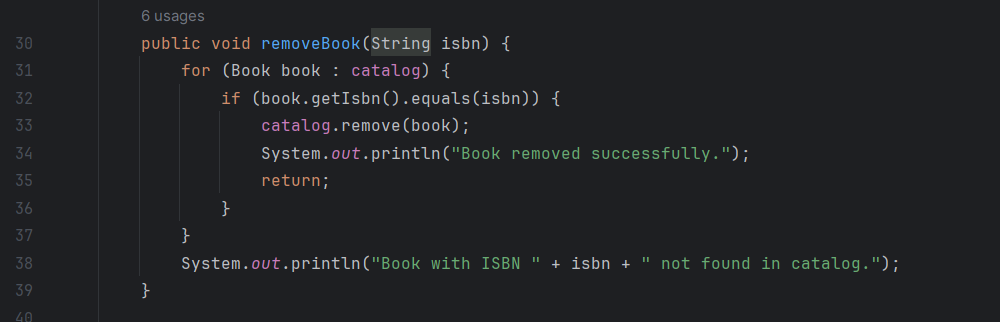 6 usages
30 public void removeBook(String isbn) {
31 for (Book book : catalog) {
32 if (book.getIsbn().equals(isbn)) {
33 catalog.remove(book);
34 System.out.println("Book removed successfully.");
35 return;
36 }
37 }
38 System.out.println("Book with ISBN " + isbn + " not found in catalog.");
39 }
40